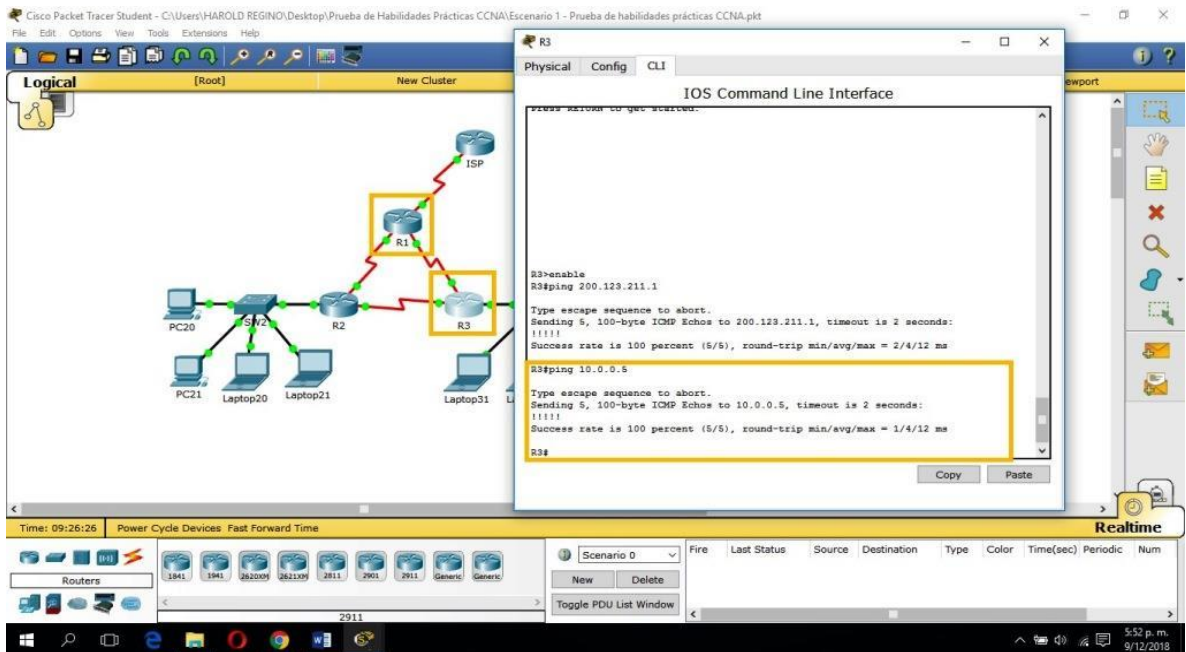 Cisco Packet Tracer Student - C:\Users\HAROLD REGINO\Desktop\Prueba de Habilidades Prácticas CCNA\Escenario 1 - Prueba de habilidades prácticas CCNA.pkt
File Edit Options View Tools Extensions Help
Logical
[Root]
New Cluster
ewport
ISP
R1
R2
R3
SW2
PC20
PC21
Laptop20
Laptop21
Laptop31
L
R3
Physical Config CLI
IOS Command Line Interface
Press RETURN to get started.
R3>enable
R3#ping 200.123.211.1
Type escape sequence to abort.
Sending 5, 100-byte ICMP Echos to 200.123.211.1, timeout is 2 seconds:
!!!!!
Success rate is 100 percent (5/5), round-trip min/avg/max = 2/4/12 ms
R3#ping 10.0.0.5
Type escape sequence to abort.
Sending 5, 100-byte ICMP Echos to 10.0.0.5, timeout is 2 seconds:
!!!!!
Success rate is 100 percent (5/5), round-trip min/avg/max = 1/4/12 ms
R3#
Copy Paste
Time: 09:26:26 Power Cycle Devices Fast Forward Time
Realtime
Routers
1841 1941 2620XM 2621XM 2811 2901 2911 Generic Generic
2911
Scenario 0
New Delete
Toggle PDU List Window
Fire Last Status Source Destination Type Color Time(sec) Periodic Num
5:52 p. m.
9/12/2018